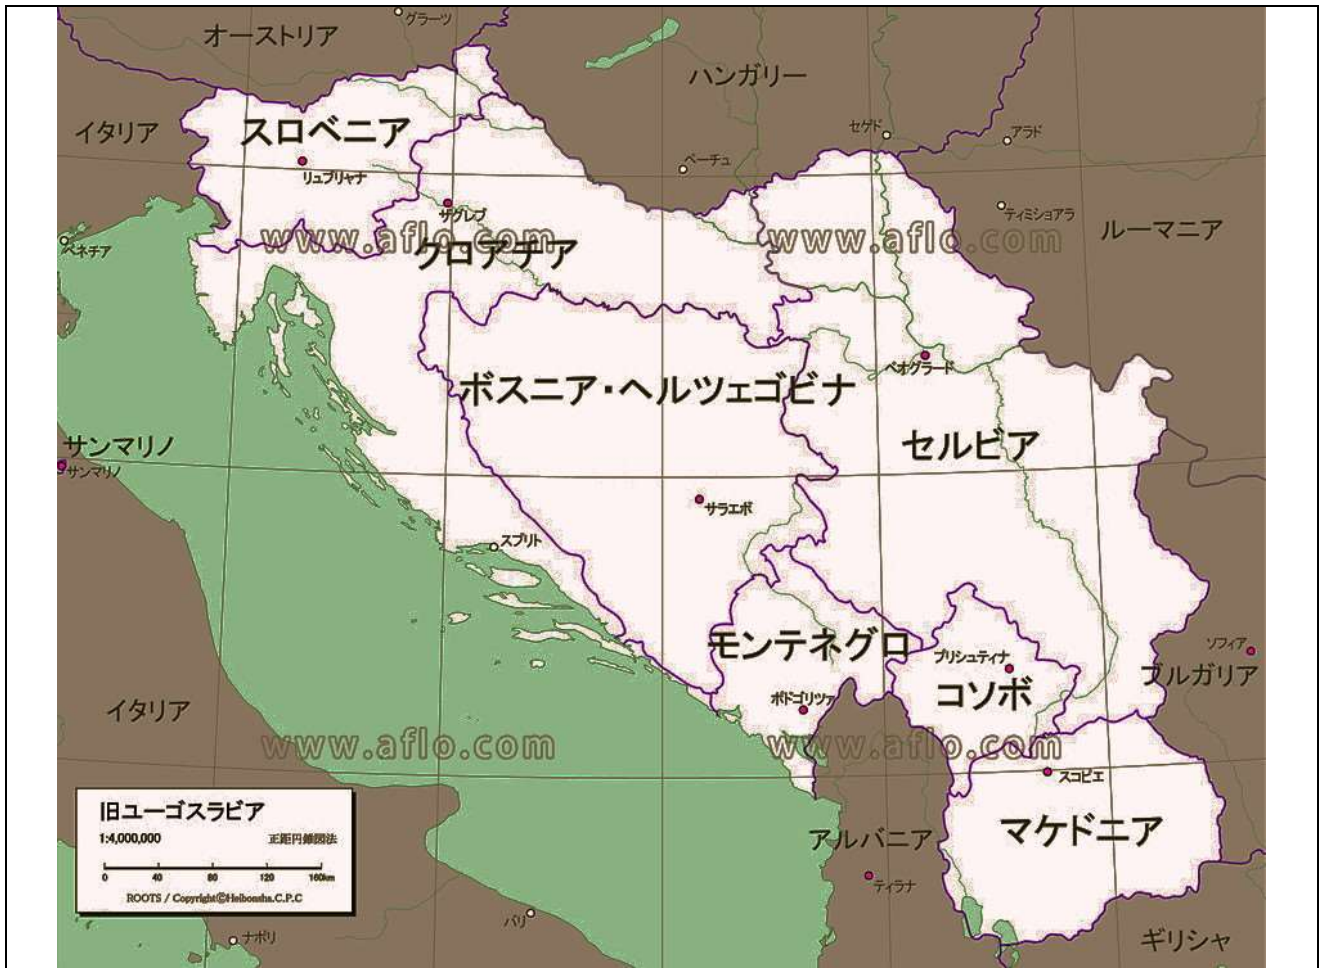 グラーツ
オーストリア
ハンガリー
イタリア
スロベニア
セゲド
アラド
ペーチュ
リュブリャナ
ザグレブ
ティミショアラ
ルーマニア
ベネチア
www.aflo.com
www.aflo.com
クロアチア
ベオグラード
ボスニア・ヘルツェゴビナ
サンマリノ
サンマリノ
セルビア
サラエボ
スプリト
モンテネグロ
プリシュティナ
ソフィア
ブルガリア
コソボ
ポドゴリツァ
イタリア
www.aflo.com
www.aflo.com
スコピエ
旧ユーゴスラビア
1:4,000,000 正距円錐図法
0 40 80 120 160km
ROOTS / Copyright©Heibonsha.C.P.C
マケドニア
アルバニア
ティラナ
バリ
ナポリ
ギリシャ